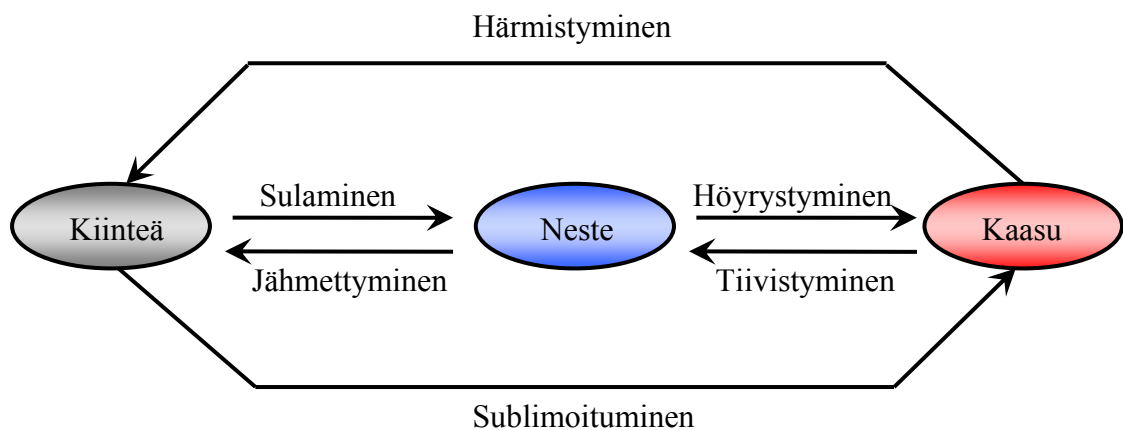 Härmistyminen
Sulaminen
Höyrystyminen
Kiinteä
Neste
Kaasu
Jähmettyminen
Tiivistyminen
Sublimoituminen